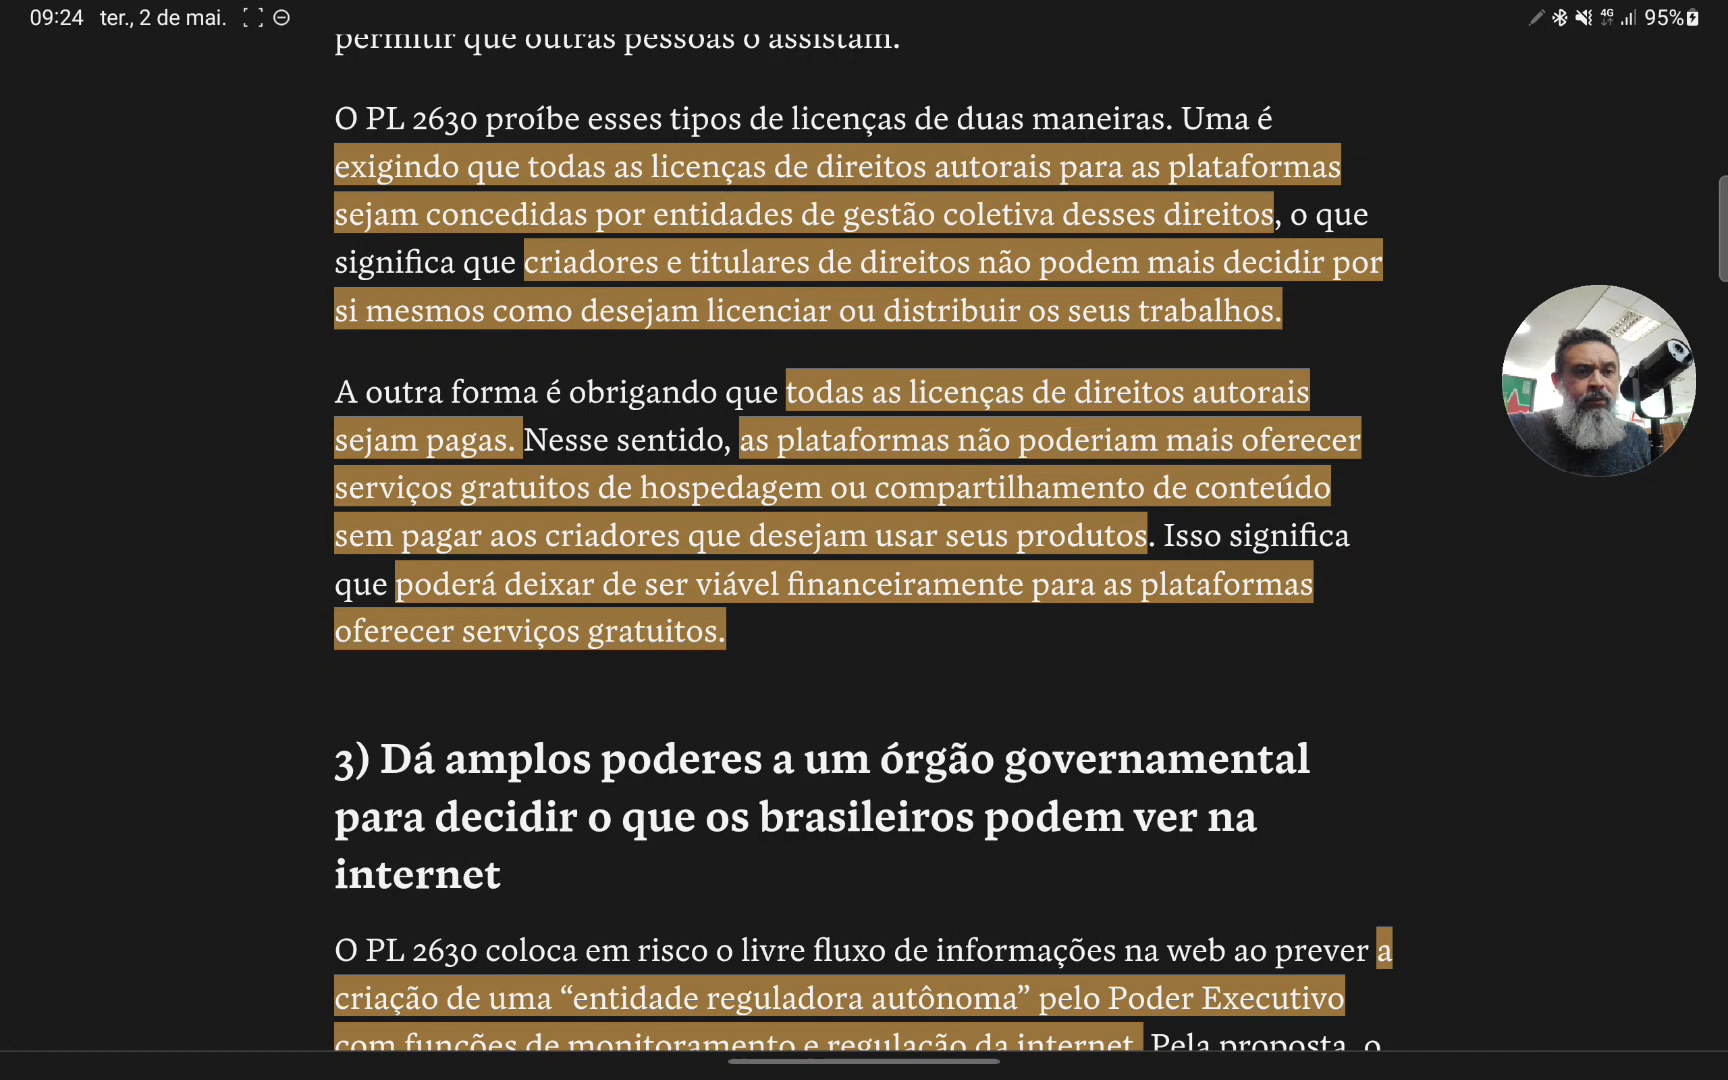 09:24 ter., 2 de mai.
4G 95%
permitir que outras pessoas o assistam.
O PL 2630 proíbe esses tipos de licenças de duas maneiras. Uma é
exigindo que todas as licenças de direitos autorais para as plataformas
sejam concedidas por entidades de gestão coletiva desses direitos, o que
significa que criadores e titulares de direitos não podem mais decidir por
si mesmos como desejam licenciar ou distribuir os seus trabalhos.
A outra forma é obrigando que todas as licenças de direitos autorais
sejam pagas. Nesse sentido, as plataformas não poderiam mais oferecer
serviços gratuitos de hospedagem ou compartilhamento de conteúdo
sem pagar aos criadores que desejam usar seus produtos. Isso significa
que poderá deixar de ser viável financeiramente para as plataformas
oferecer serviços gratuitos.
3) Dá amplos poderes a um órgão governamental
para decidir o que os brasileiros podem ver na
internet
O PL 2630 coloca em risco o livre fluxo de informações na web ao prever a
criação de uma “entidade reguladora autônoma” pelo Poder Executivo
com funções de monitoramento e regulação da internet. Pela proposta, o